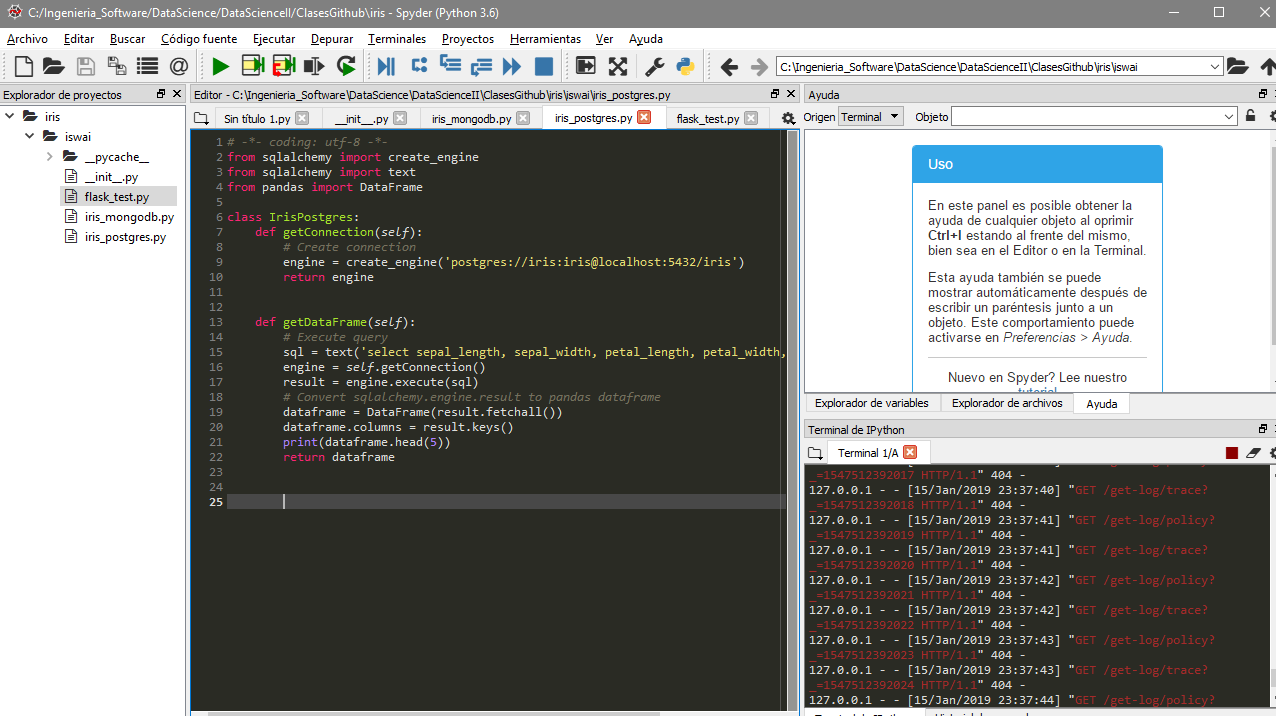 C:/Ingenieria_Software/DataScience/DataScienceII/ClasesGithub\iris - Spyder (Python 3.6)
Archivo Editar Buscar Código fuente Ejecutar Depurar Terminales Proyectos Herramientas Ver Ayuda
C:\Ingenieria_Software\DataScience\DataScienceII\ClasesGithub\iris\iswai
Explorador de proyectos
iris
iswai
__pycache__
__init__.py
flask_test.py
iris_mongodb.py
iris_postgres.py
Editor - C:\Ingenieria_Software\DataScience\DataScienceII\ClasesGithub\iris\iswai\iris_postgres.py
Sin título 1.py __init__.py iris_mongodb.py iris_postgres.py flask_test.py
1 # -*- coding: utf-8 -*-
2 from sqlalchemy import create_engine
3 from sqlalchemy import text
4 from pandas import DataFrame
5
6 class IrisPostgres:
7     def getConnection(self):
8         # Create connection
9         engine = create_engine('postgres://iris:iris@localhost:5432/iris')
10         return engine
11
12
13     def getDataFrame(self):
14         # Execute query
15         sql = text('select sepal_length, sepal_width, petal_length, petal_width,
16         engine = self.getConnection()
17         result = engine.execute(sql)
18         # Convert sqlalchemy.engine.result to pandas dataframe
19         dataframe = DataFrame(result.fetchall())
20         dataframe.columns = result.keys()
21         print(dataframe.head(5))
22         return dataframe
23
24
25
Ayuda
Origen Terminal Objeto
Uso
En este panel es posible obtener la
ayuda de cualquier objeto al oprimir
Ctrl+I estando al frente del mismo,
bien sea en el Editor o en la Terminal.
Esta ayuda también se puede
mostrar automáticamente después de
escribir un paréntesis junto a un
objeto. Este comportamiento puede
activarse en Preferencias > Ayuda.
Nuevo en Spyder? Lee nuestro
tutorial
Explorador de variables Explorador de archivos Ayuda
Terminal de IPython
Terminal 1/A
_=1547512392017 HTTP/1.1" 404 -
127.0.0.1 - - [15/Jan/2019 23:37:40] "GET /get-log/trace?
_=1547512392018 HTTP/1.1" 404 -
127.0.0.1 - - [15/Jan/2019 23:37:41] "GET /get-log/policy?
_=1547512392019 HTTP/1.1" 404 -
127.0.0.1 - - [15/Jan/2019 23:37:41] "GET /get-log/trace?
_=1547512392020 HTTP/1.1" 404 -
127.0.0.1 - - [15/Jan/2019 23:37:42] "GET /get-log/policy?
_=1547512392021 HTTP/1.1" 404 -
127.0.0.1 - - [15/Jan/2019 23:37:42] "GET /get-log/trace?
_=1547512392022 HTTP/1.1" 404 -
127.0.0.1 - - [15/Jan/2019 23:37:43] "GET /get-log/policy?
_=1547512392023 HTTP/1.1" 404 -
127.0.0.1 - - [15/Jan/2019 23:37:43] "GET /get-log/trace?
_=1547512392024 HTTP/1.1" 404 -
127.0.0.1 - - [15/Jan/2019 23:37:44] "GET /get-log/policy?